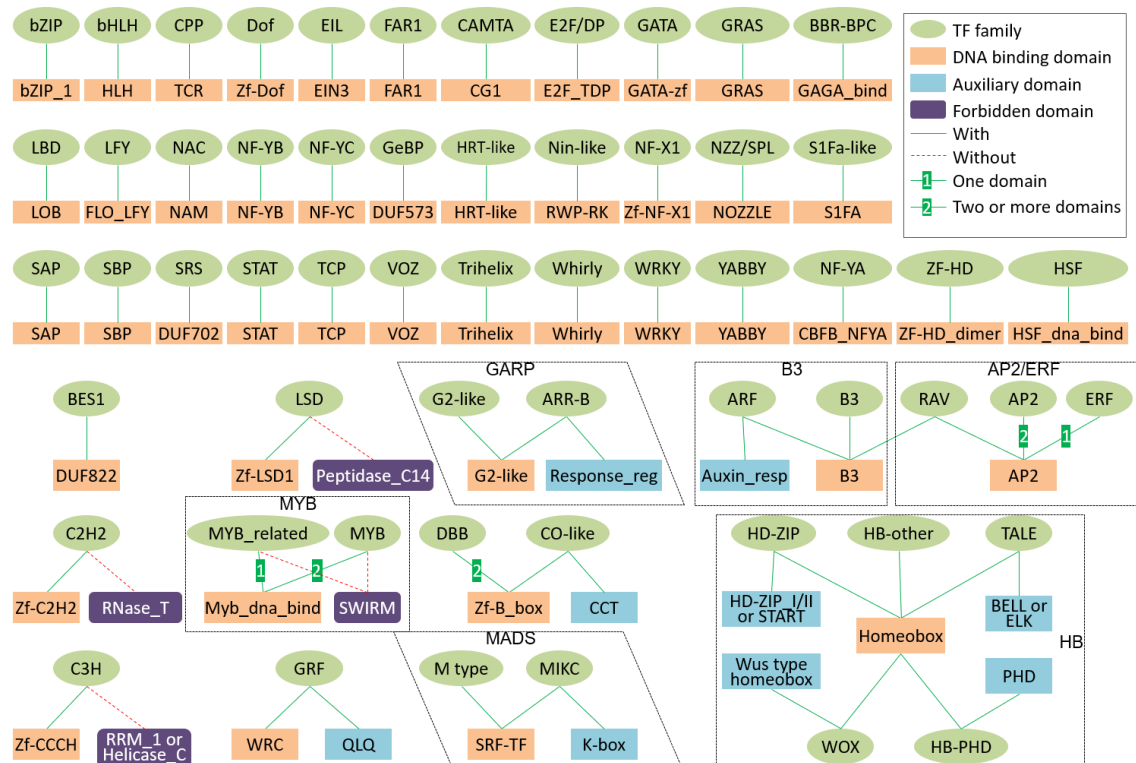 bZIP bHLH CPP Dof EIL FAR1 CAMTA E2F/DP GATA GRAS BBR-BPC
bZIP_1 HLH TCR Zf-Dof EIN3 FAR1 CG1 E2F_TDP GATA-zf GRAS GAGA_bind
TF family
DNA binding domain
Auxiliary domain
Forbidden domain
With
Without
1 One domain
2 Two or more domains
LBD LFY NAC NF-YB NF-YC GeBP HRT-like Nin-like NF-X1 NZZ/SPL S1Fa-like
LOB FLO_LFY NAM NF-YB NF-YC DUF573 HRT-like RWP-RK Zf-NF-X1 NOZZLE S1FA
SAP SBP SRS STAT TCP VOZ Trihelix Whirly WRKY YABBY NF-YA ZF-HD HSF
SAP SBP DUF702 STAT TCP VOZ Trihelix Whirly WRKY YABBY CBFB_NFYA ZF-HD_dimer HSF_dna_bind
BES1
DUF822
LSD
Zf-LSD1 Peptidase_C14
GARP
G2-like ARR-B
G2-like Response_reg
B3
ARF B3
Auxin_resp B3
AP2/ERF
RAV AP2 ERF
2 1
AP2
C2H2
Zf-C2H2 RNase_T
MYB
MYB_related MYB
1 2
Myb_dna_bind SWIRM
DBB CO-like
2
Zf-B_box CCT
HD-ZIP HB-other TALE
HD-ZIP_I/II
or START
BELL or
ELK
Homeobox
HB
Wus type
homeobox
PHD
WOX HB-PHD
C3H
Zf-CCCH RRM_1 or
Helicase_C
GRF
WRC QLQ
MADS
M type MIKC
SRF-TF K-box